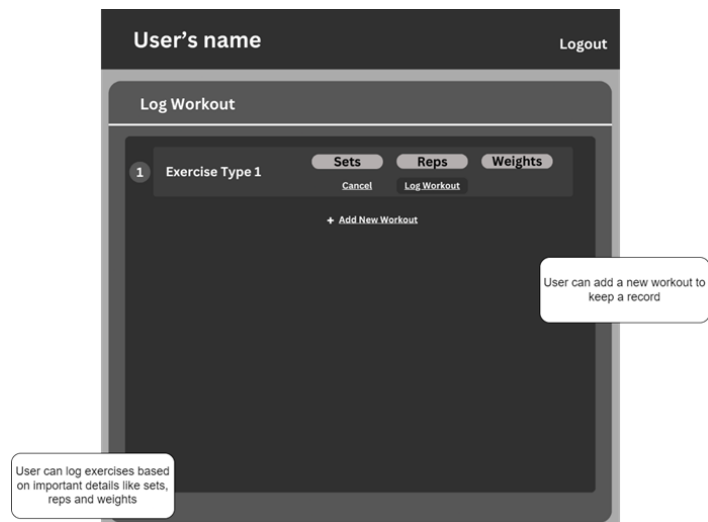 User's name
Logout
Log Workout
1
Exercise Type 1
Sets
Reps
Weights
Cancel
Log Workout
+ Add New Workout
User can add a new workout to
keep a record
User can log exercises based
on important details like sets,
reps and weights